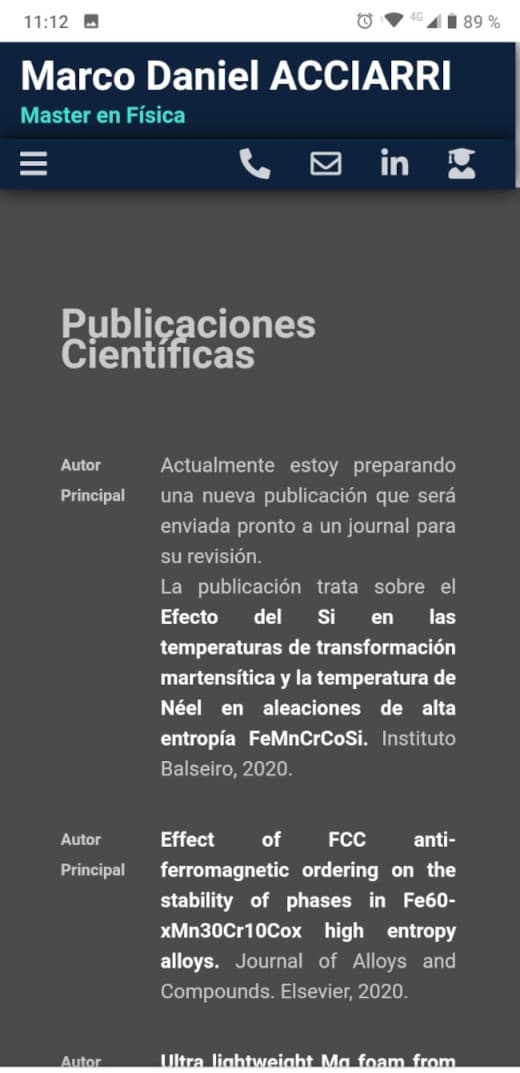 11:12 4G 89 %
Marco Daniel ACCIARRI
Master en Física
in
Publicaciones
Científicas
Autor
Principal
Actualmente estoy preparando
una nueva publicación que será
enviada pronto a un journal para
su revisión.
La publicación trata sobre el
Efecto del Si en las
temperaturas de transformación
martensítica y la temperatura de
Néel en aleaciones de alta
entropía FeMnCrCoSi. Instituto
Balseiro, 2020.
Autor
Principal
Effect of FCC anti-
ferromagnetic ordering on the
stability of phases in Fe60-
xMn30Cr10Cox high entropy
alloys. Journal of Alloys and
Compounds. Elsevier, 2020.
Autor
Ultra lightweight Mg foam from